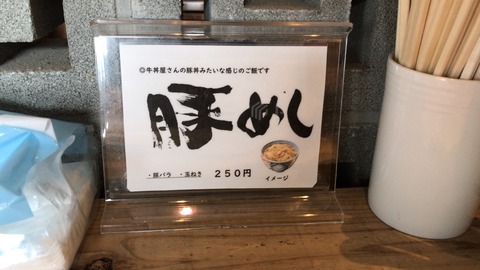 ◎牛丼屋さんの豚丼みたいな感じのご飯です
豚めし
・豚バラ ・玉ねぎ 250円
イメージ